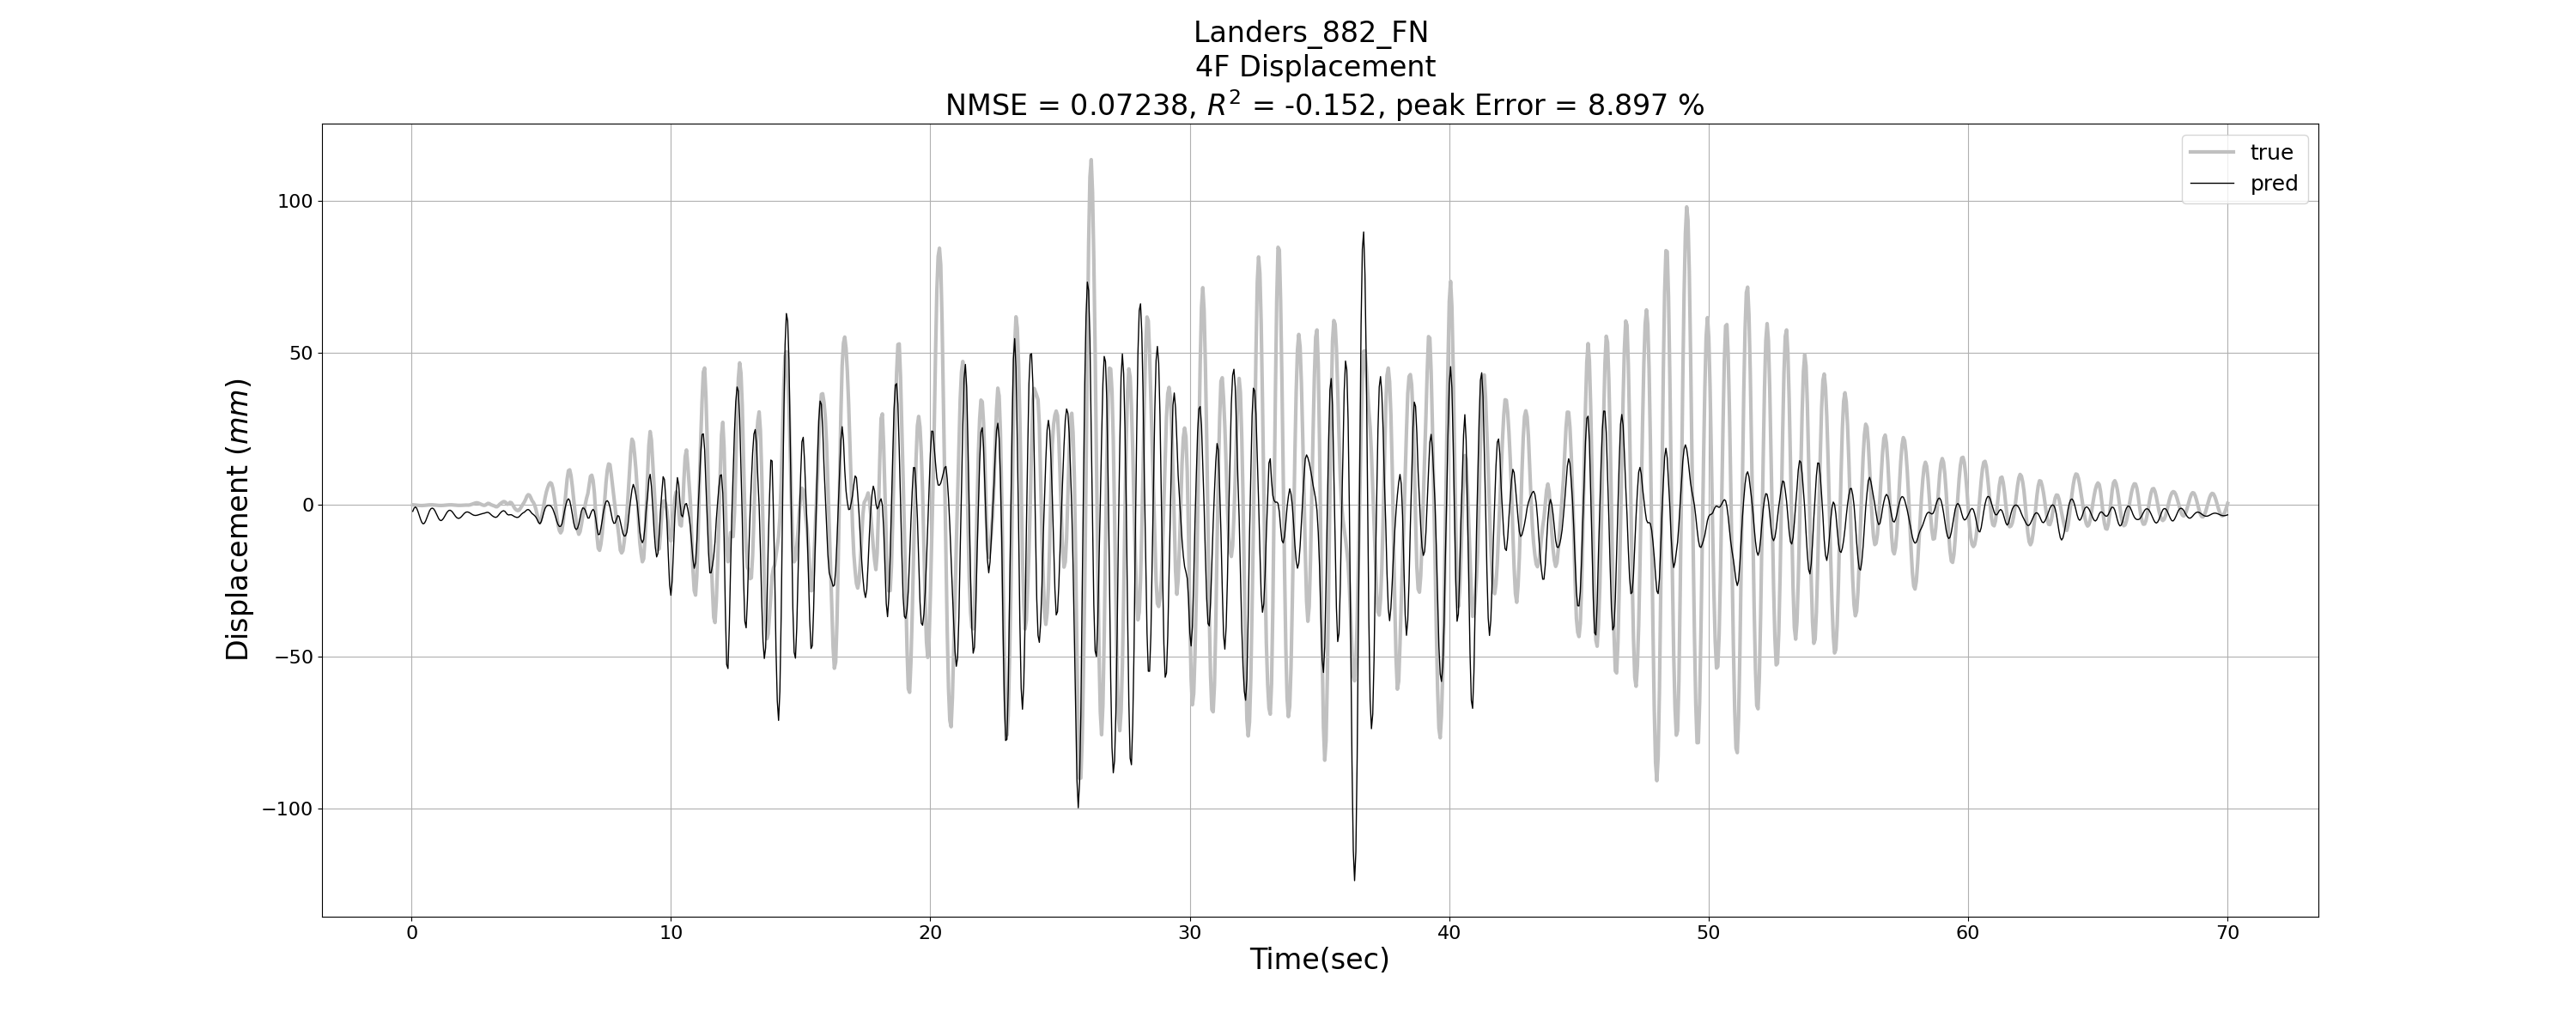 Landers_882_FN
4F Displacement
NMSE = 0.07238, R² = -0.152, peak Error = 8.897 %
true
pred
Displacement (mm)
100
50
0
−50
−100
0 10 20 30 40 50 60 70
Time(sec)